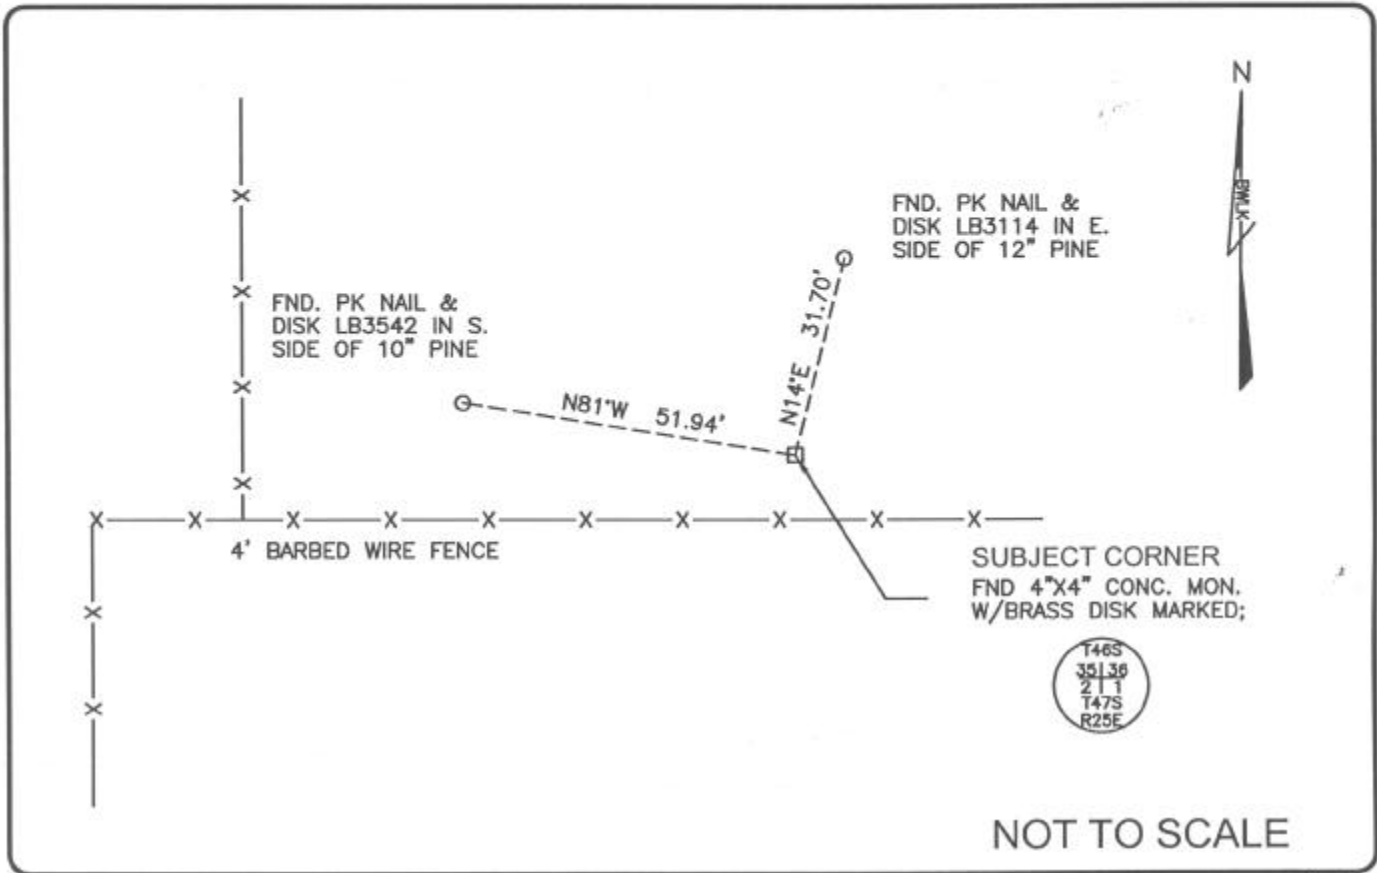 N
BWLK
FND. PK NAIL &
DISK LB3114 IN E.
SIDE OF 12" PINE
FND. PK NAIL &
DISK LB3542 IN S.
SIDE OF 10" PINE
N14°E 31.70'
N81°W 51.94'
4' BARBED WIRE FENCE
SUBJECT CORNER
FND 4"X4" CONC. MON.
W/BRASS DISK MARKED;
T46S
35|36
2|1
T47S
R25E
NOT TO SCALE